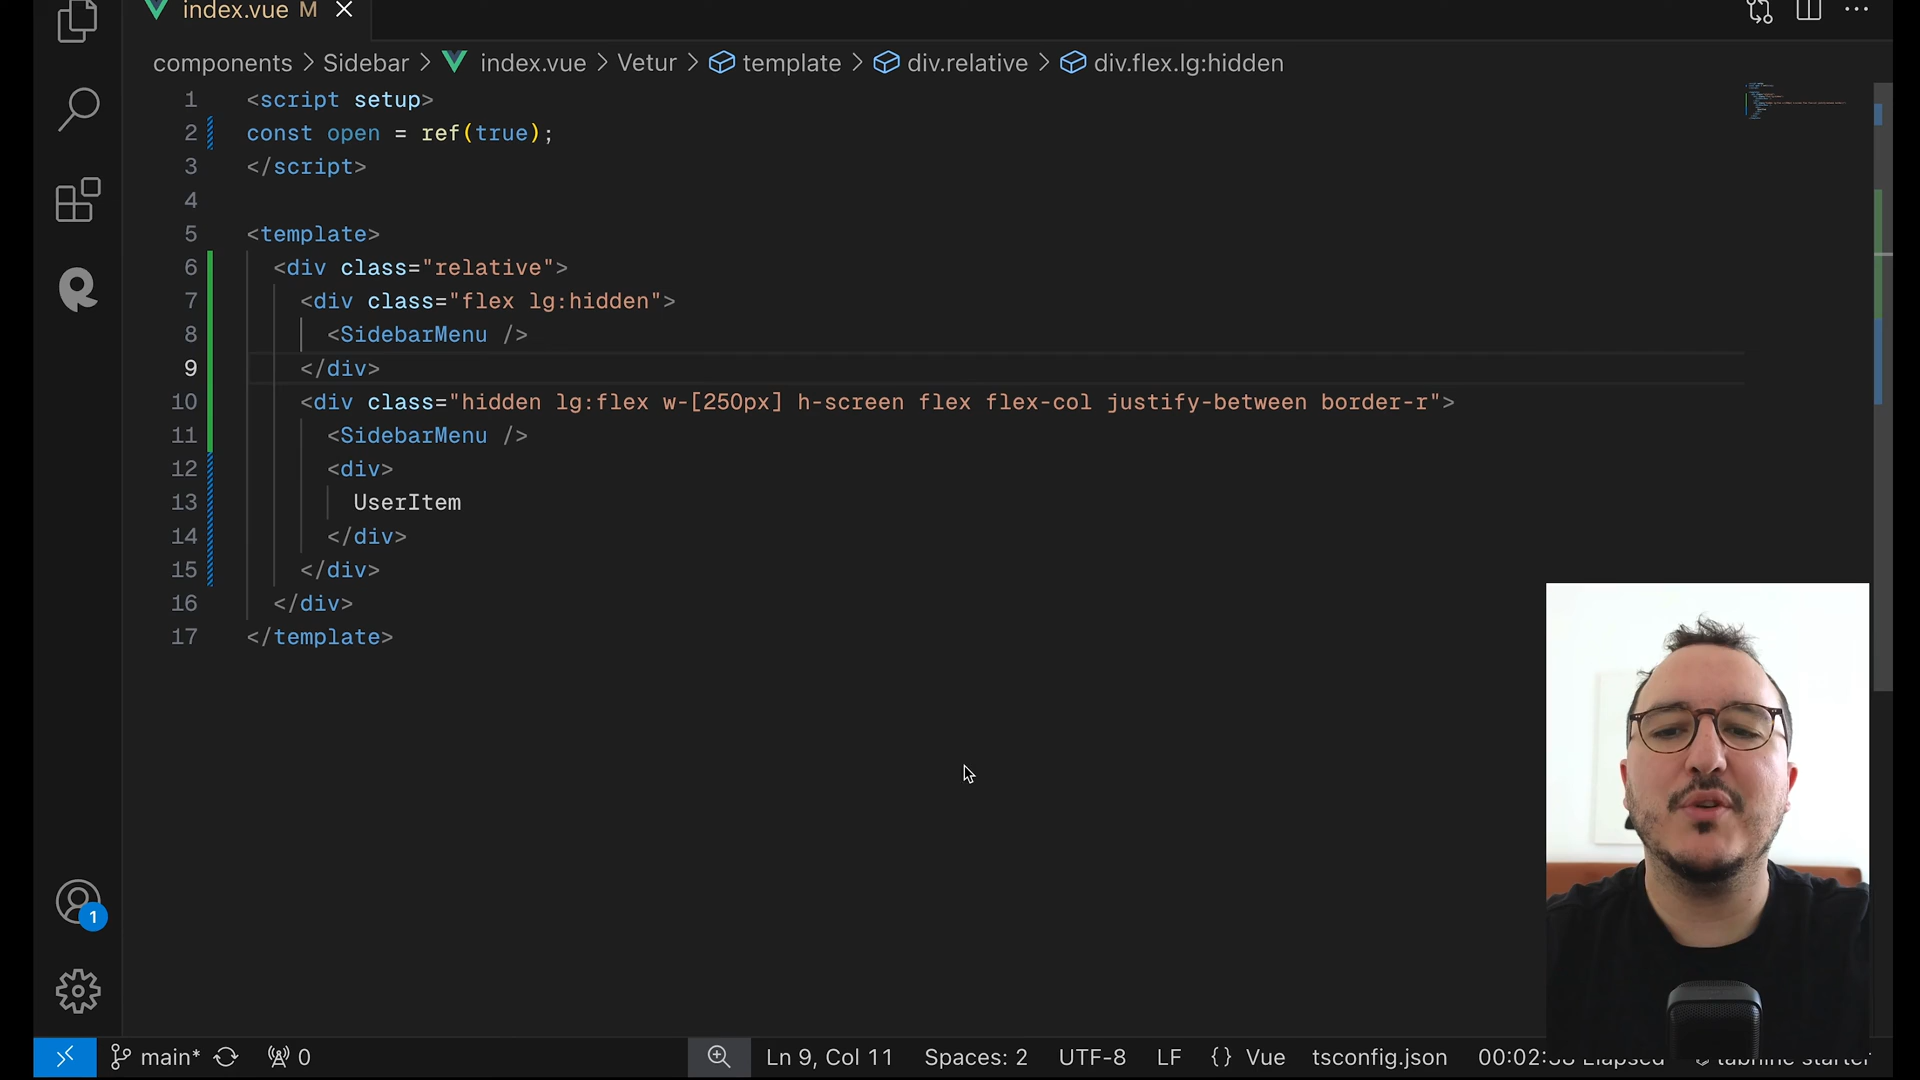 index.vue M
components > Sidebar > index.vue > Vetur > template > div.relative > div.flex.lg:hidden
1 <script setup>
2 const open = ref(true);
3 </script>
4
5 <template>
6 <div class="relative">
7 <div class="flex lg:hidden">
8 <SidebarMenu />
9 </div>
10 <div class="hidden lg:flex w-[250px] h-screen flex flex-col justify-between border-r">
11 <SidebarMenu />
12 <div>
13 UserItem
14 </div>
15 </div>
16 </div>
17 </template>
1
main* 0 Ln 9, Col 11 Spaces: 2 UTF-8 LF {} Vue tsconfig.json Elapsed tabnine starter